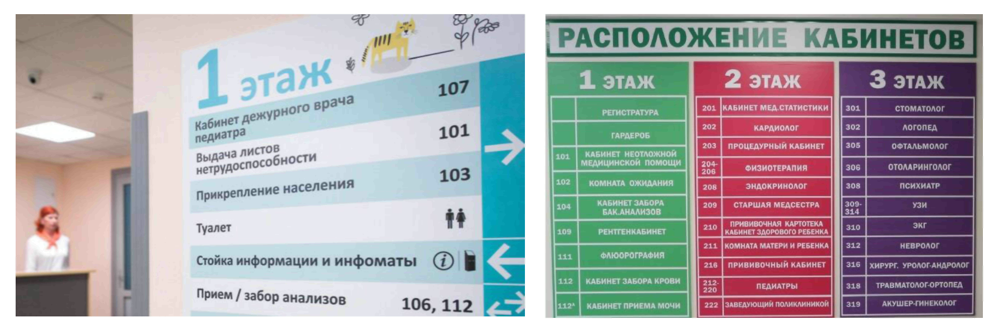 1 этаж
Кабинет дежурного врача
педиатра
107
Выдача листов
нетрудоспособности
101
Прикрепление населения
103
Туалет
Стойка информации и инфоматы
i
Прием / забор анализов
106, 112
РАСПОЛОЖЕНИЕ КАБИНЕТОВ
1 ЭТАЖ
РЕГИСТРАТУРА
ГАРДЕРОБ
101
КАБИНЕТ НЕОТЛОЖНОЙ
МЕДИЦИНСКОЙ ПОМОЩИ
102 КОМНАТА ОЖИДАНИЯ
104
КАБИНЕТ ЗАБОРА
БАК.АНАЛИЗОВ
109 РЕНТГЕНКАБИНЕТ
111 ФЛЮОРОГРАФИЯ
112 КАБИНЕТ ЗАБОРА КРОВИ
112А КАБИНЕТ ПРИЕМА МОЧИ
2 ЭТАЖ
201 КАБИНЕТ МЕД.СТАТИСТИКИ
202 КАРДИОЛОГ
203 ПРОЦЕДУРНЫЙ КАБИНЕТ
204-
206
ФИЗИОТЕРАПИЯ
208 ЭНДОКРИНОЛОГ
209 СТАРШАЯ МЕДСЕСТРА
210
ПРИВИВОЧНАЯ КАРТОТЕКА
КАБИНЕТ ЗДОРОВОГО РЕБЕНКА
211 КОМНАТА МАТЕРИ И РЕБЕНКА
216 ПРИВИВОЧНЫЙ КАБИНЕТ
212-
220
ПЕДИАТРЫ
222 ЗАВЕДУЮЩИЙ ПОЛИКЛИНИКОЙ
3 ЭТАЖ
301 СТОМАТОЛОГ
302 ЛОГОПЕД
305 ОФТАЛЬМОЛОГ
306 ОТОЛАРИНГОЛОГ
308 ПСИХИАТР
309-
314
УЗИ
310 ЭКГ
312 НЕВРОЛОГ
316 ХИРУРГ, УРОЛОГ-АНДРОЛОГ
318 ТРАВМАТОЛОГ-ОРТОПЕД
319 АКУШЕР-ГИНЕКОЛОГ